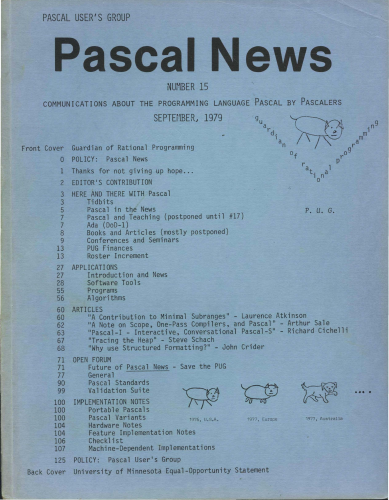 PASCAL USER'S GROUP
Pascal News
NUMBER 15
COMMUNICATIONS ABOUT THE PROGRAMMING LANGUAGE PASCAL BY PASCALERS
SEPTEMBER, 1979
guardian of rational programming
P. U. G.
Front Cover Guardian of Rational Programming
0 POLICY: Pascal News
1 Thanks for not giving up hope...
2 EDITOR'S CONTRIBUTION
3 HERE AND THERE WITH Pascal
3 Tidbits
6 Pascal in the News
7 Pascal and Teaching (postponed until #17)
7 Ada (DoD-1)
8 Books and Articles (mostly postponed)
9 Conferences and Seminars
13 PUG Finances
13 Roster Increment
27 APPLICATIONS
27 Introduction and News
28 Software Tools
55 Programs
56 Algorithms
60 ARTICLES
60 "A Contribution to Minimal Subranges" - Laurence Atkinson
62 "A Note on Scope, One-Pass Compilers, and Pascal" - Arthur Sale
63 "Pascal-I - Interactive, Conversational Pascal-S" - Richard Cichelli
67 "Tracing the Heap" - Steve Schach
68 "Why use Structured Formatting?" - John Crider
71 OPEN FORUM
71 Future of Pascal News - Save the PUG
77 General
90 Pascal Standards
99 Validation Suite
100 IMPLEMENTATION NOTES
100 Portable Pascals
100 Pascal Variants
104 Hardware Notes
104 Feature Implementation Notes
106 Checklist
107 Machine-Dependent Implementations
125 POLICY: Pascal User's Group
Back Cover University of Minnesota Equal-Opportunity Statement
1976, U.S.A.
1977, Europe
1979, Australia